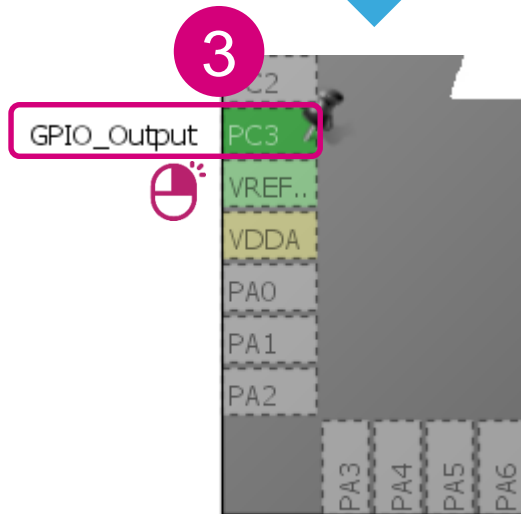 3
C2
GPIO_Output PC3
VREF..
VDDA
PA0
PA1
PA2
PA3
PA4
PA5
PA6